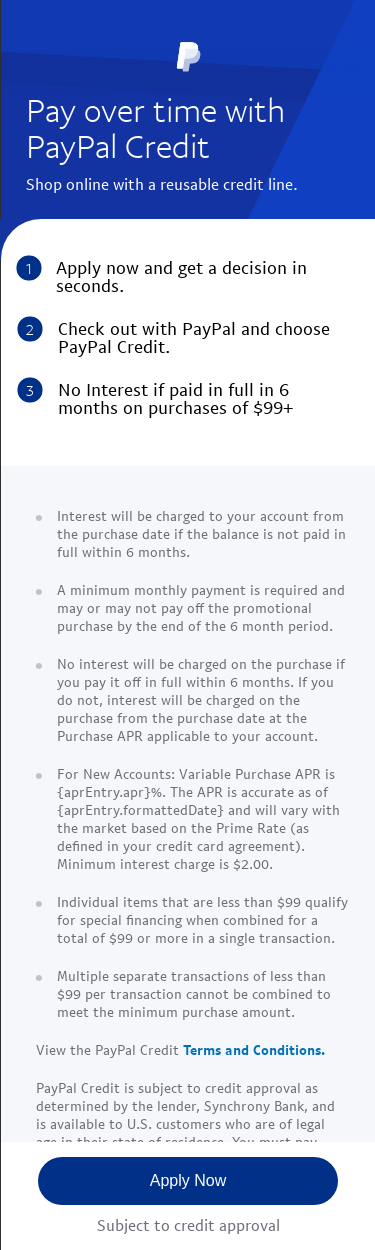 Pay over time with
PayPal Credit
Shop online with a reusable credit line.
1 Apply now and get a decision in
seconds.
2 Check out with PayPal and choose
PayPal Credit.
3 No Interest if paid in full in 6
months on purchases of $99+
Interest will be charged to your account from
the purchase date if the balance is not paid in
full within 6 months.
A minimum monthly payment is required and
may or may not pay off the promotional
purchase by the end of the 6 month period.
No interest will be charged on the purchase if
you pay it off in full within 6 months. If you
do not, interest will be charged on the
purchase from the purchase date at the
Purchase APR applicable to your account.
For New Accounts: Variable Purchase APR is
{aprEntry.apr}%. The APR is accurate as of
{aprEntry.formattedDate} and will vary with
the market based on the Prime Rate (as
defined in your credit card agreement).
Minimum interest charge is $2.00.
Individual items that are less than $99 qualify
for special financing when combined for a
total of $99 or more in a single transaction.
Multiple separate transactions of less than
$99 per transaction cannot be combined to
meet the minimum purchase amount.
View the PayPal Credit Terms and Conditions.
PayPal Credit is subject to credit approval as
determined by the lender, Synchrony Bank, and
is available to U.S. customers who are of legal
age in their state of residence. You must pay
Apply Now
Subject to credit approval